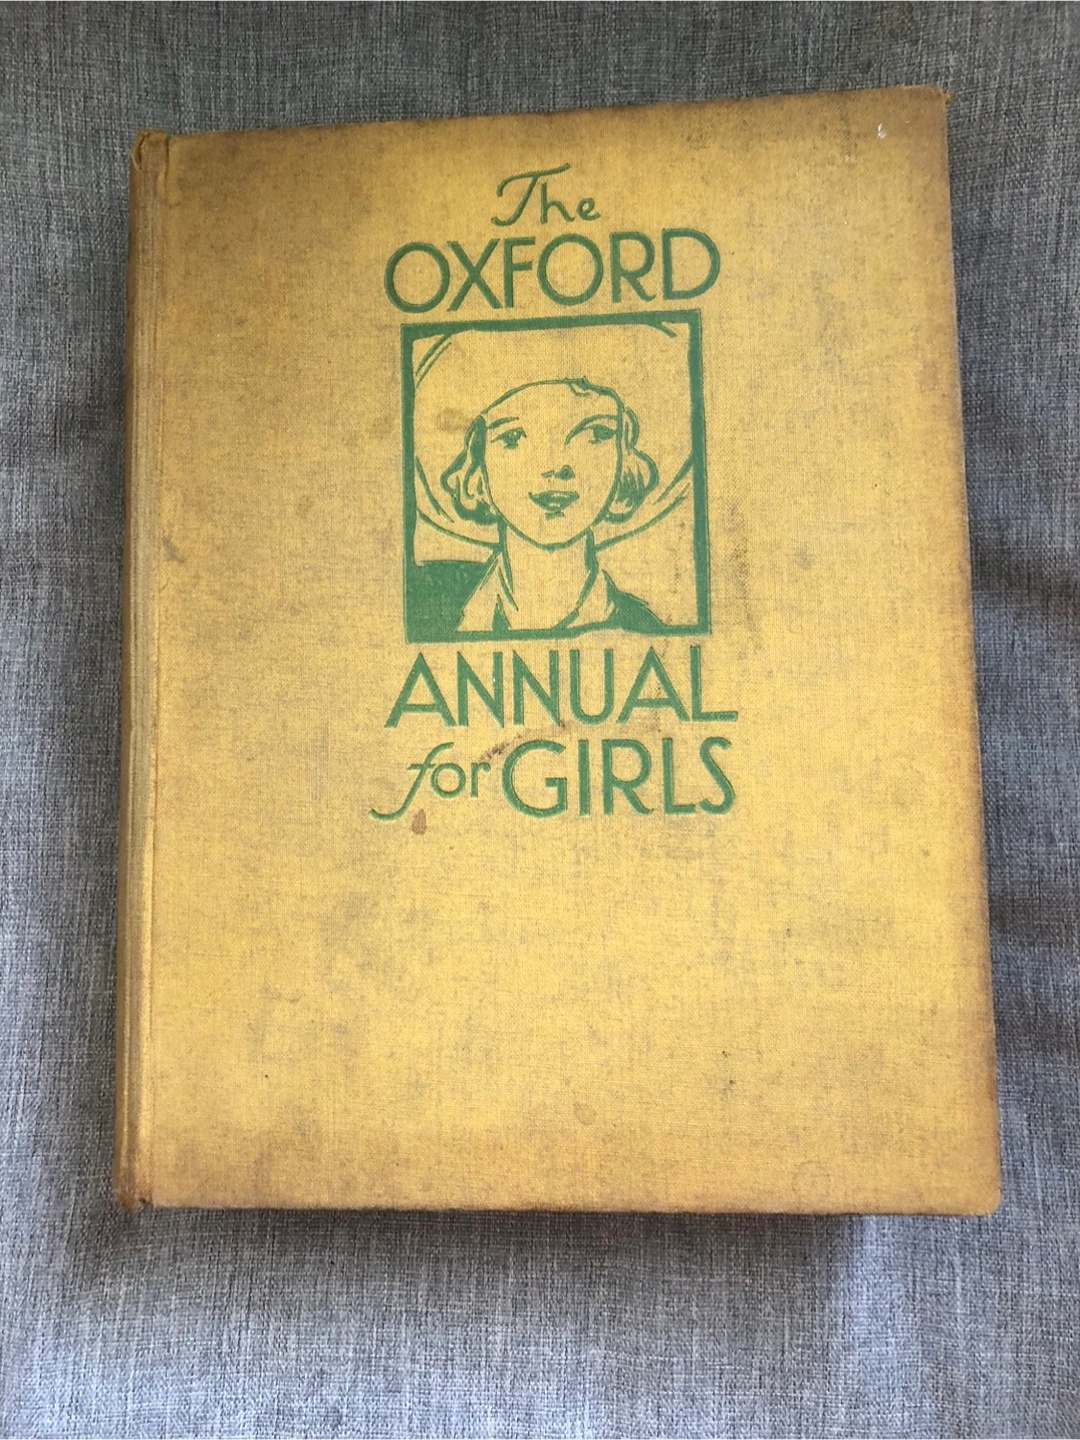 The
OXFORD
ANNUAL
for GIRLS